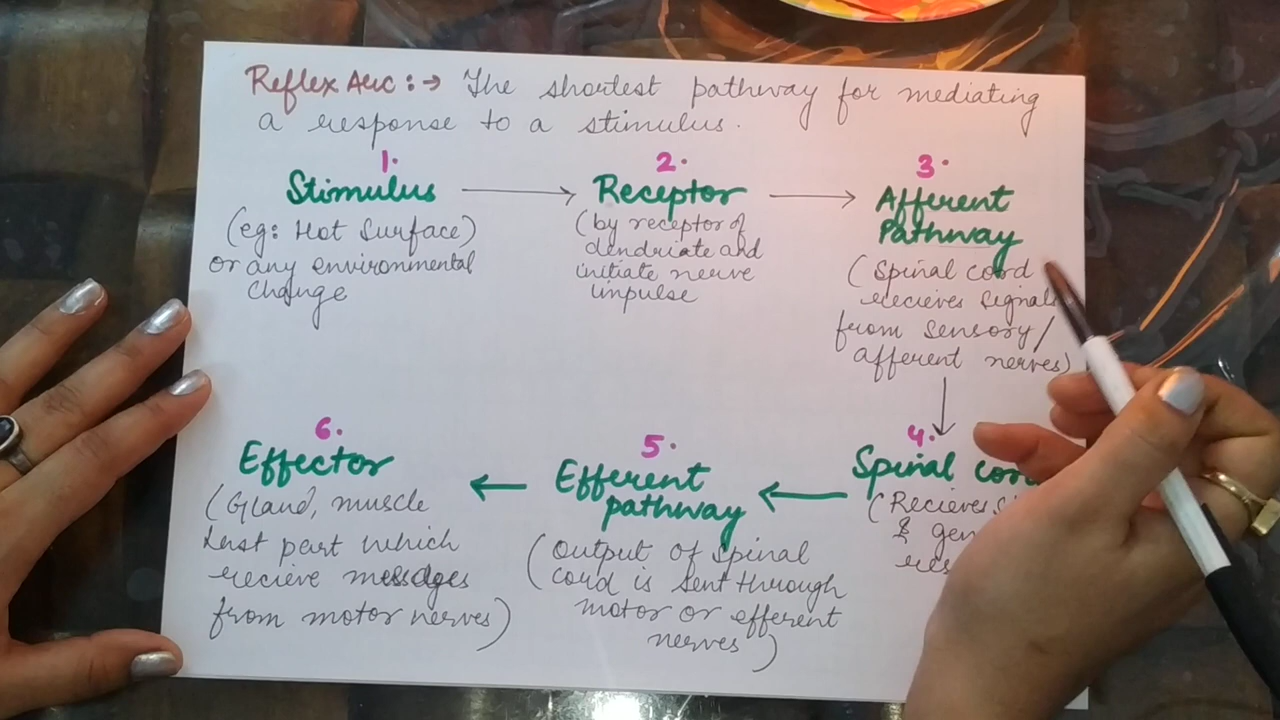 Reflex Arc :→ The shortest pathway for mediating
a response to a stimulus.
1.
Stimulus
(eg: Hot Surface)
or any environmental
change
2.
Receptor
(by receptor of
dendriate and
initiate nerve
impulse
3.
Afferent
Pathway
(Spinal cord
recieves signals
from sensory/
afferent nerves)
4.
Spinal
(Recieves
&
5.
Efferent
pathway
(Output of spinal
cord is sent through
motor or efferent
nerves)
6.
Effector
(Gland, muscle
Last part which
recieve messages
from motor nerves)